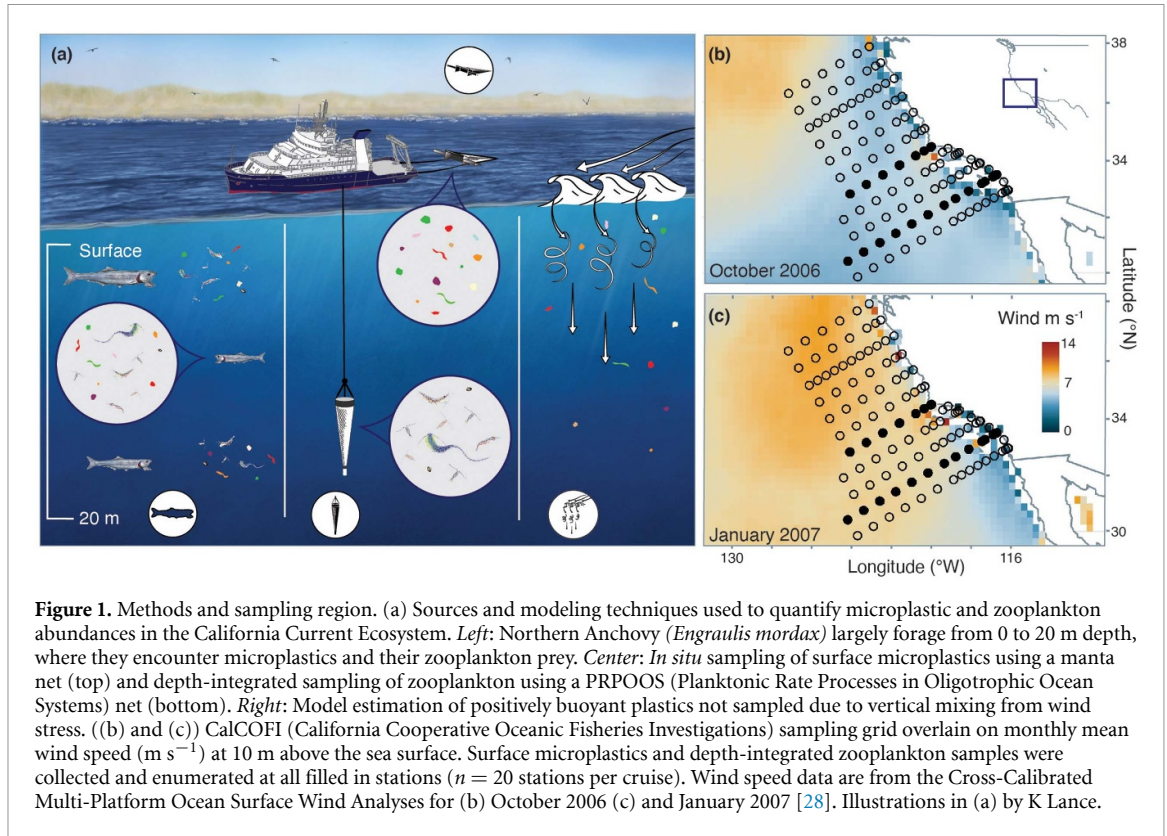 (a)
Surface
20 m
(b)
October 2006
38
34
(c)
January 2007
Wind m s⁻¹
14
7
0
34
30
Latitude (°N)
130
116
Longitude (°W)
Figure 1. Methods and sampling region. (a) Sources and modeling techniques used to quantify microplastic and zooplankton
abundances in the California Current Ecosystem. Left: Northern Anchovy (Engraulis mordax) largely forage from 0 to 20 m depth,
where they encounter microplastics and their zooplankton prey. Center: In situ sampling of surface microplastics using a manta
net (top) and depth-integrated sampling of zooplankton using a PRPOOS (Planktonic Rate Processes in Oligotrophic Ocean
Systems) net (bottom). Right: Model estimation of positively buoyant plastics not sampled due to vertical mixing from wind
stress. ((b) and (c)) CalCOFI (California Cooperative Oceanic Fisheries Investigations) sampling grid overlain on monthly mean
wind speed (m s⁻¹) at 10 m above the sea surface. Surface microplastics and depth-integrated zooplankton samples were
collected and enumerated at all filled in stations (n = 20 stations per cruise). Wind speed data are from the Cross-Calibrated
Multi-Platform Ocean Surface Wind Analyses for (b) October 2006 (c) and January 2007 [28]. Illustrations in (a) by K Lance.